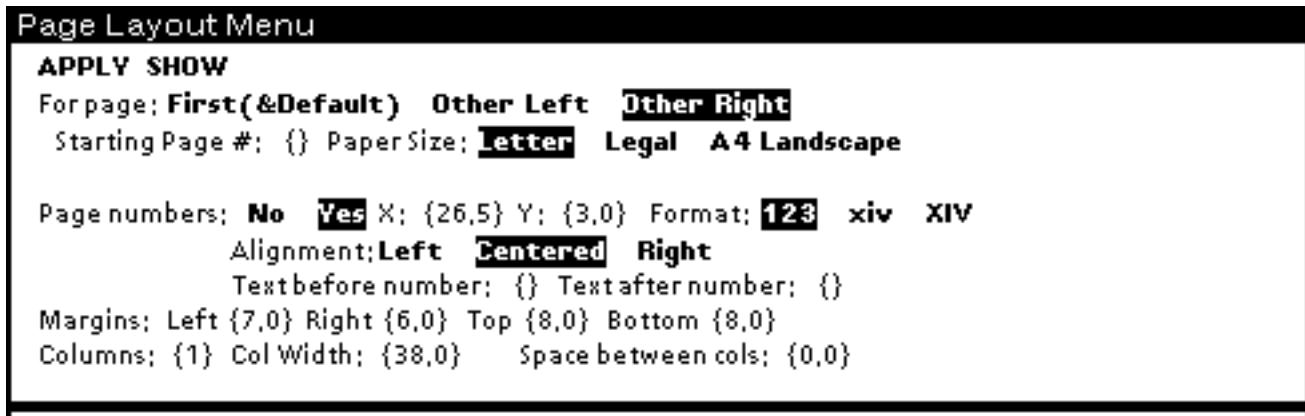 Page Layout Menu
APPLY SHOW
For page: First(&Default) Other Left Other Right
Starting Page #: {} Paper Size: Letter Legal A4 Landscape
Page numbers: No Yes X: {26.5} Y: {3.0} Format: 123 xiv XIV
Alignment: Left Centered Right
Text before number: {} Text after number: {}
Margins: Left {7.0} Right {6.0} Top {8.0} Bottom {8.0}
Columns: {1} Col Width: {38.0} Space between cols: {0.0}